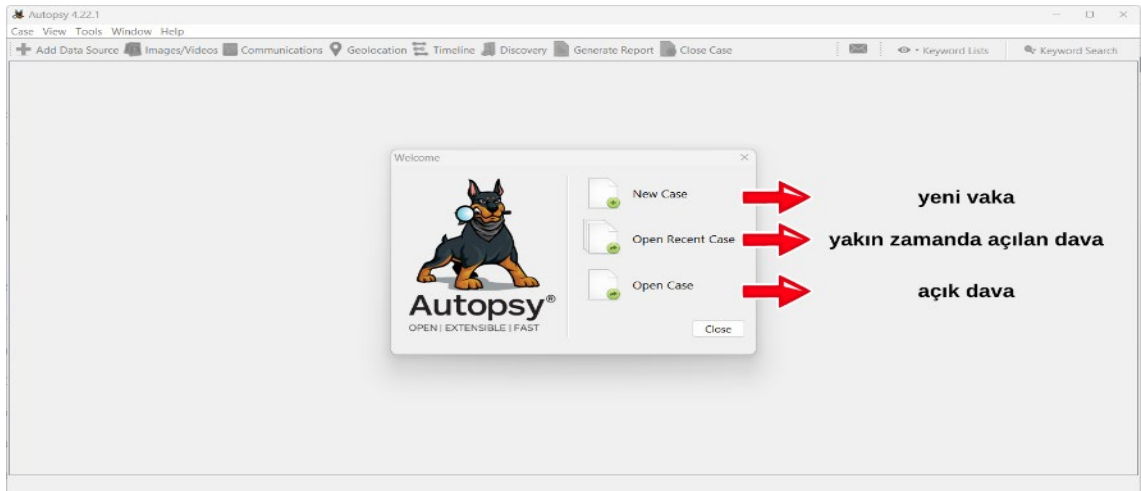 Autopsy 4.22.1
Case View Tools Window Help
Add Data Source Images/Videos Communications Geolocation Timeline Discovery Generate Report Close Case Keyword Lists Keyword Search
Welcome
New Case yeni vaka
Open Recent Case yakın zamanda açılan dava
Open Case açık dava
Autopsy®
OPEN | EXTENSIBLE | FAST
Close